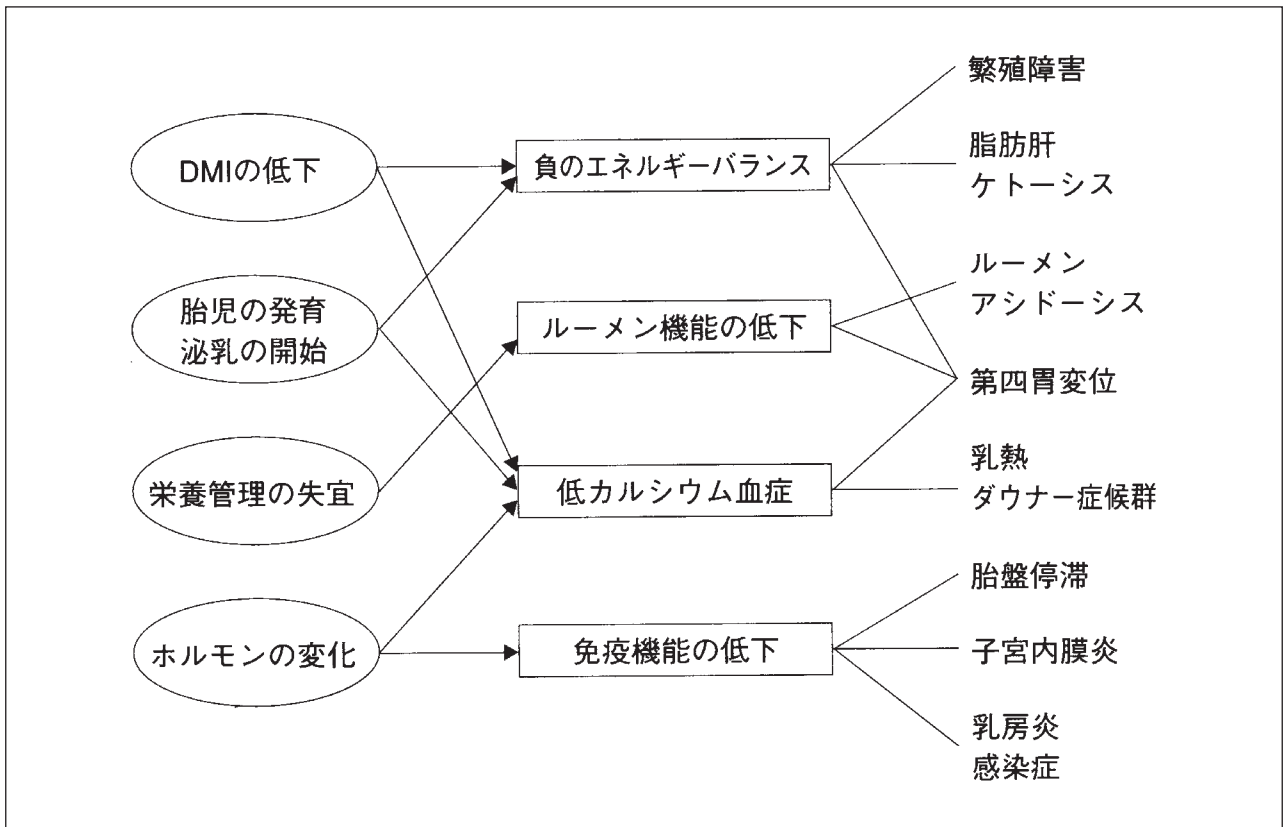 DMIの低下
胎児の発育
泌乳の開始
栄養管理の失宜
ホルモンの変化
負のエネルギーバランス
ルーメン機能の低下
低カルシウム血症
免疫機能の低下
繁殖障害
脂肪肝
ケトーシス
ルーメン
アシドーシス
第四胃変位
乳熱
ダウナー症候群
胎盤停滞
子宮内膜炎
乳房炎
感染症